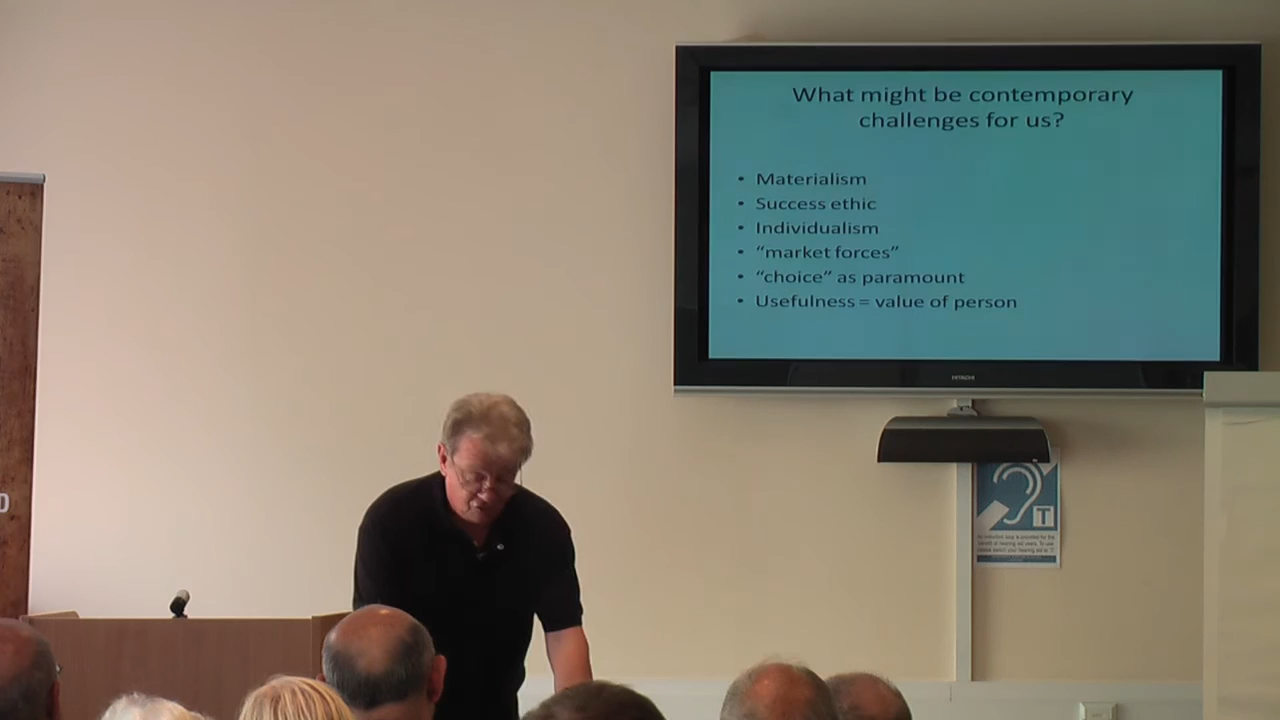 What might be contemporary
challenges for us?
• Materialism
• Success ethic
• Individualism
• “market forces”
• “choice” as paramount
• Usefulness = value of person
HITACHI
T
D